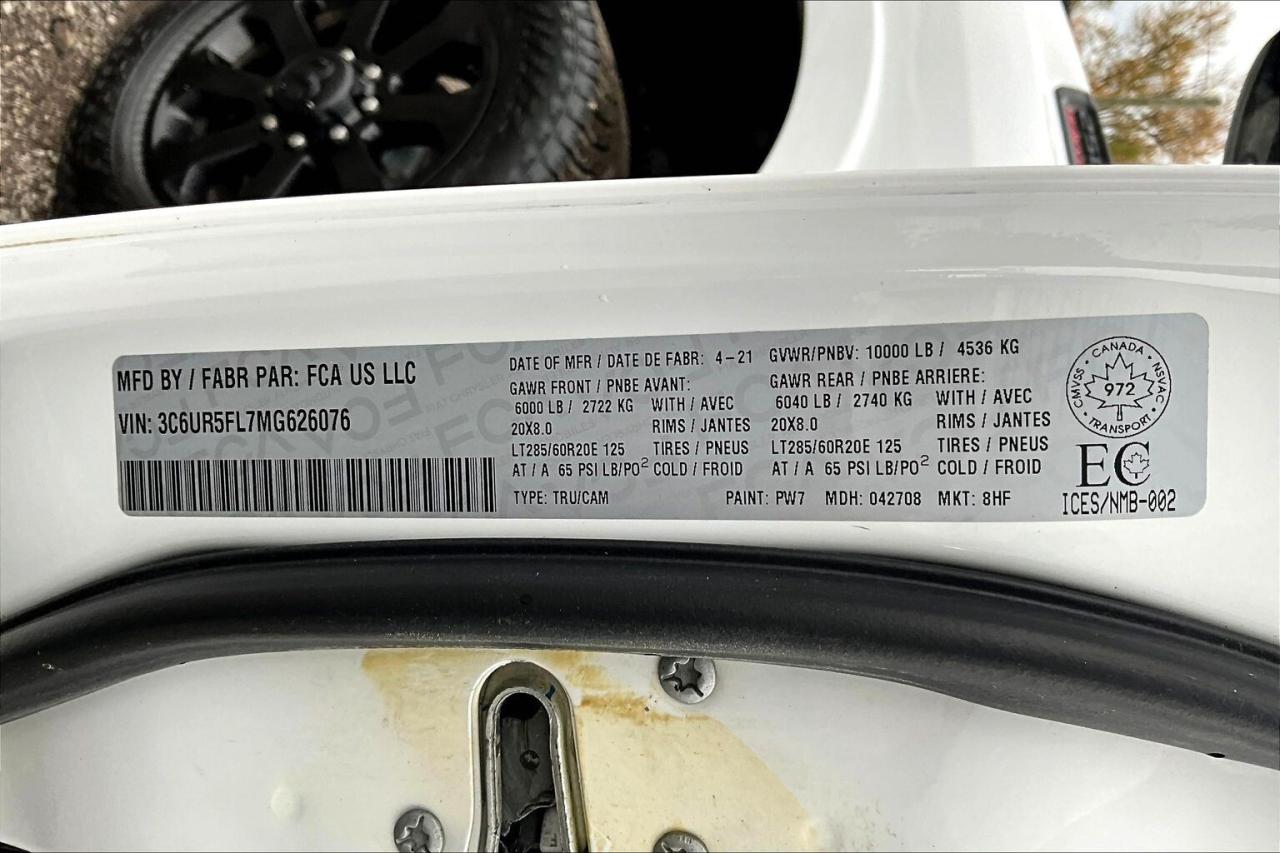 MFD BY / FABR PAR: FCA US LLC
VIN: 3C6UR5FL7MG626076
DATE OF MFR / DATE DE FABR: 4-21 GVWR/PNBV: 10000 LB / 4536 KG
GAWR FRONT / PNBE AVANT: GAWR REAR / PNBE ARRIERE:
6000 LB / 2722 KG WITH / AVEC 6040 LB / 2740 KG WITH / AVEC
20X8.0 RIMS / JANTES 20X8.0 RIMS / JANTES
LT285/60R20E 125 TIRES / PNEUS LT285/60R20E 125 TIRES / PNEUS
AT / A 65 PSI LB/PO² COLD / FROID AT / A 65 PSI LB/PO² COLD / FROID
TYPE: TRU/CAM PAINT: PW7 MDH: 042708 MKT: 8HF
CANADA
CMVSS 972 NSVAC
TRANSPORT
EC
ICES/NMB-002